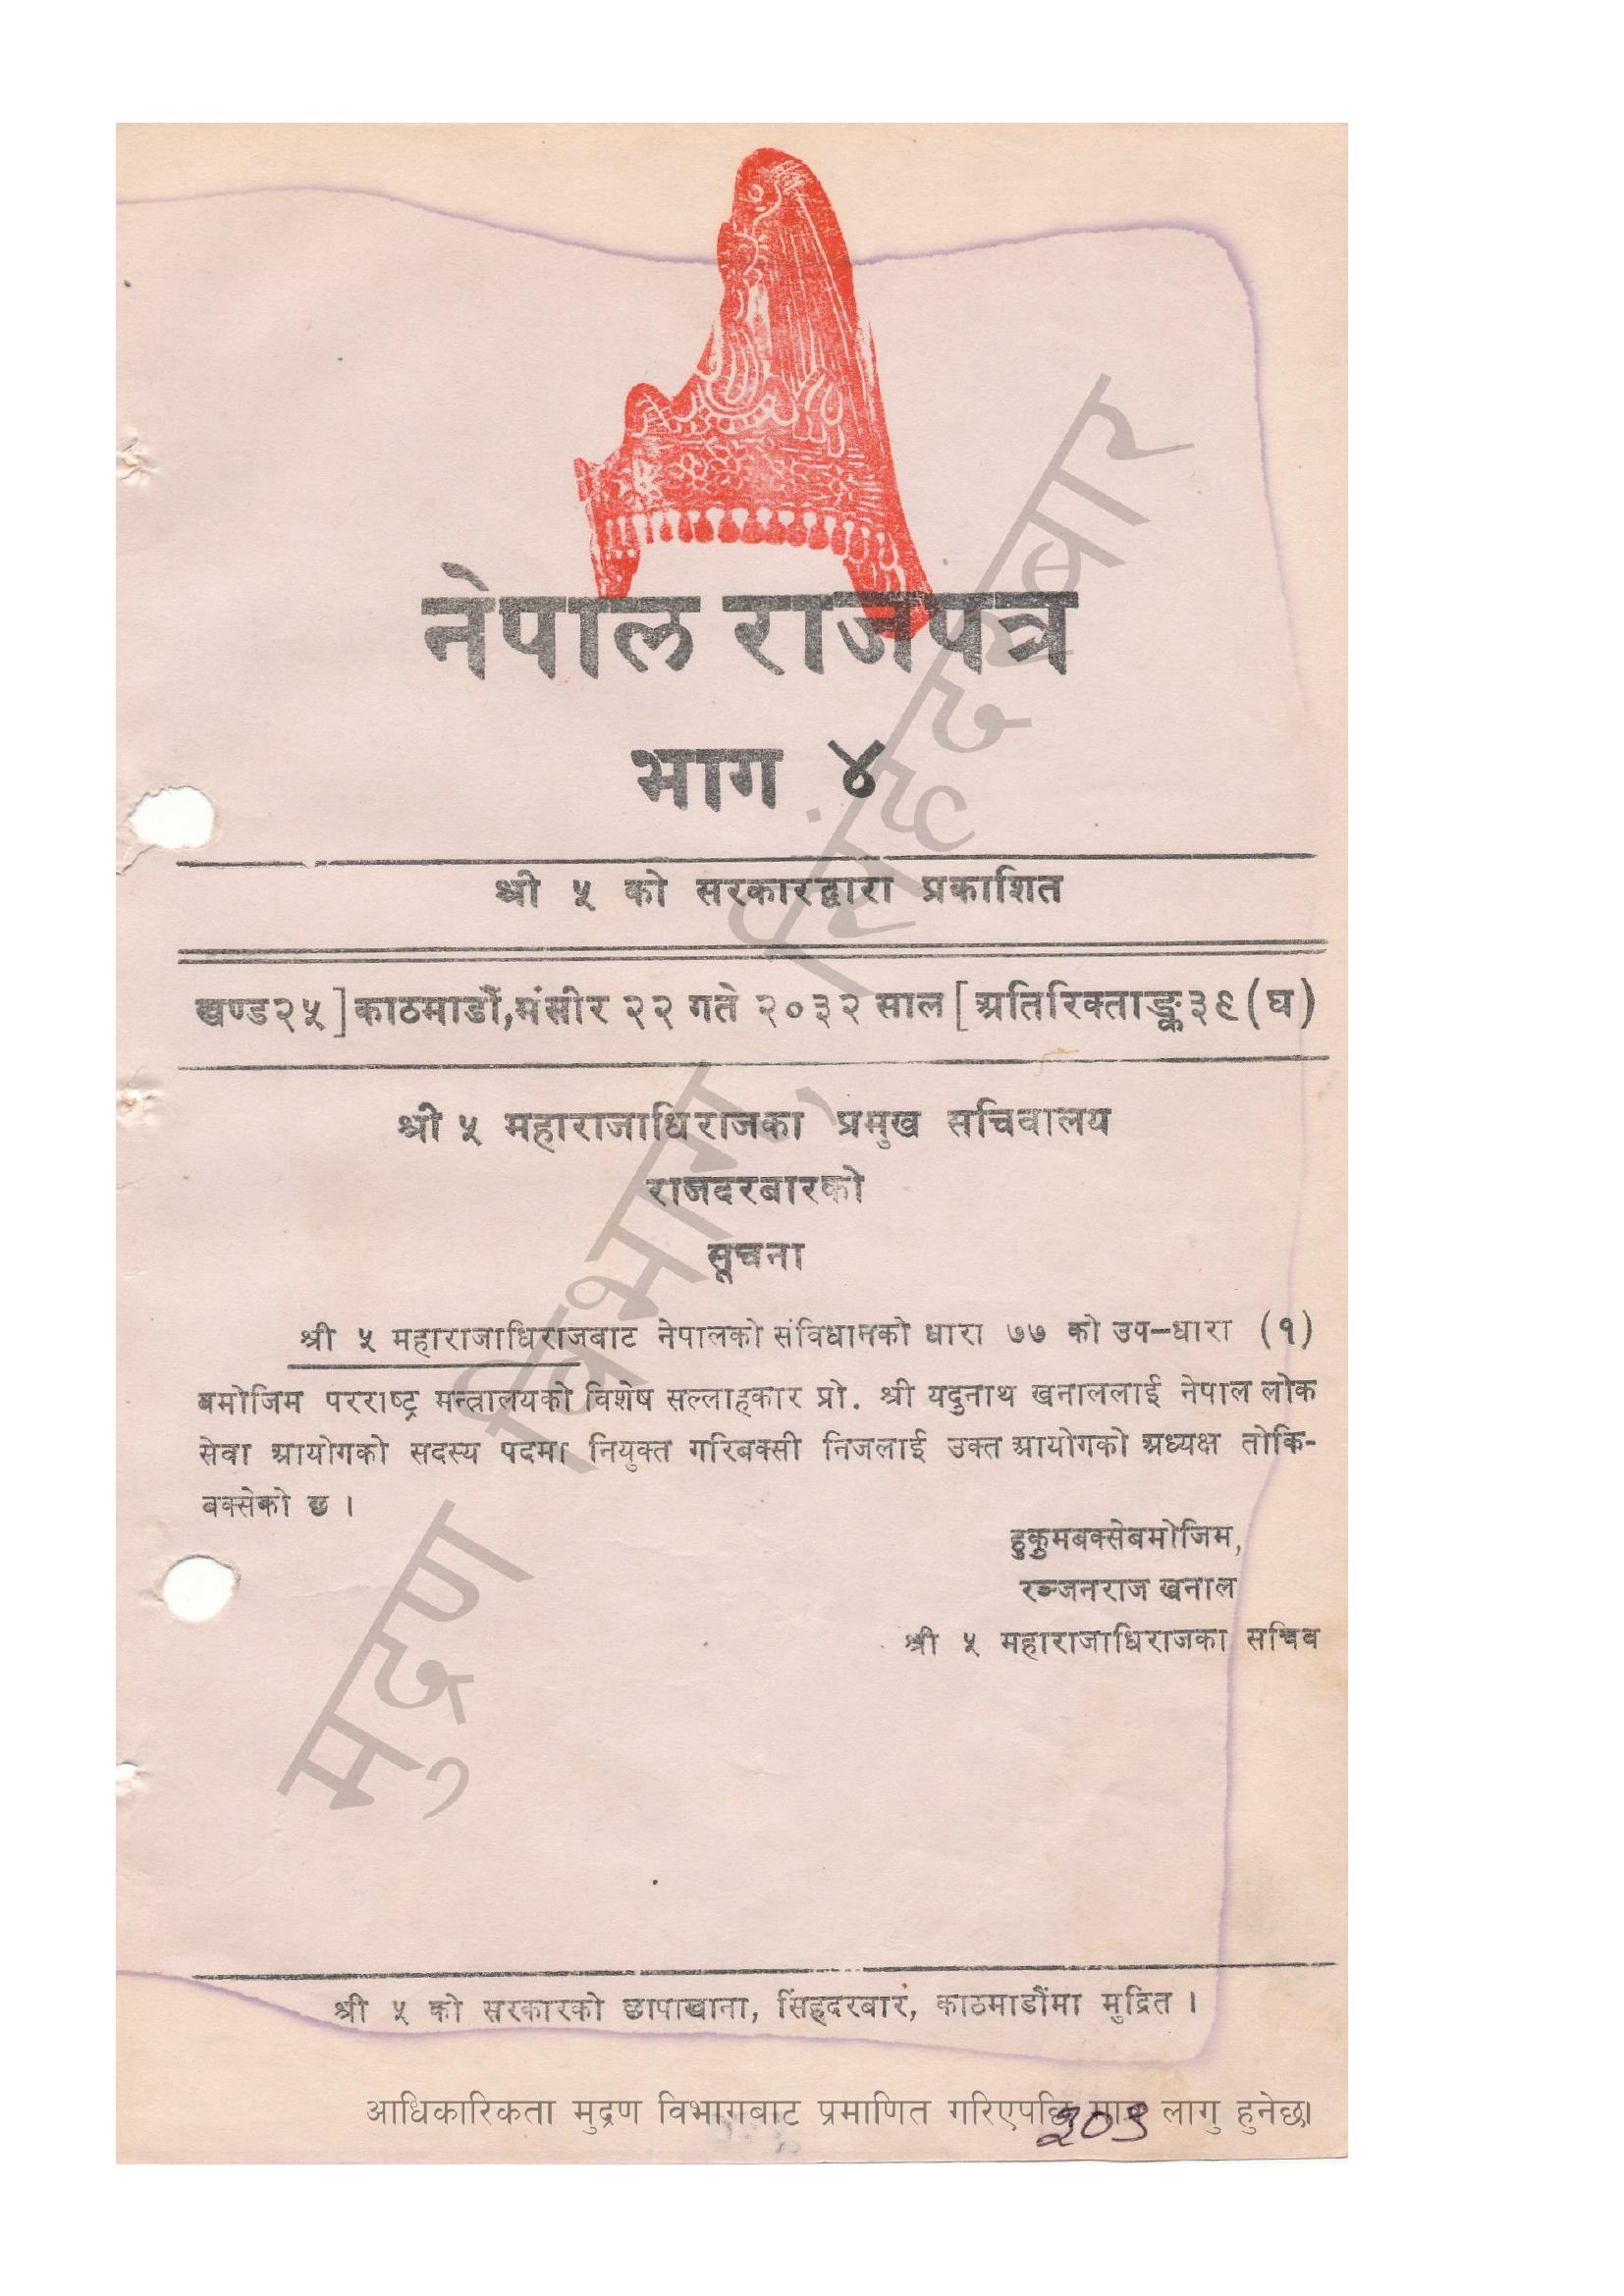 नेपाल राजपत्र
भाग ४
श्री ५ को सरकारद्वारा प्रकाशित
खण्ड२५] काठमाडौं,मंसीर २२ गते २०३२ साल [अतिरिक्ताङ्क३९(घ)
श्री ५ महाराजाधिराजका प्रमुख सचिवालय
राजदरबारको
सूचना
श्री ५ महाराजाधिराजबाट नेपालको संविधानको धारा ७७ को उप-धारा (१)
बमोजिम परराष्ट्र मन्त्रालयको विशेष सल्लाहकार प्रो. श्री यदुनाथ खनाललाई नेपाल लोक
सेवा आयोगको सदस्य पदमा नियुक्त गरिबक्सी निजलाई उक्त आयोगको अध्यक्ष तोकि-
बक्सेको छ ।
हुकुमबक्सेबमोजिम,
रञ्जनराज खनाल
श्री ५ महाराजाधिराजका सचिव
मुद्रण विभाग, सिंहदरबार
श्री ५ को सरकारको छापाखाना, सिंहदरबार, काठमाडौंमा मुद्रित ।
आधिकारिकता मुद्रण विभागबाट प्रमाणित गरिएपछि मात्र लागु हुनेछ।